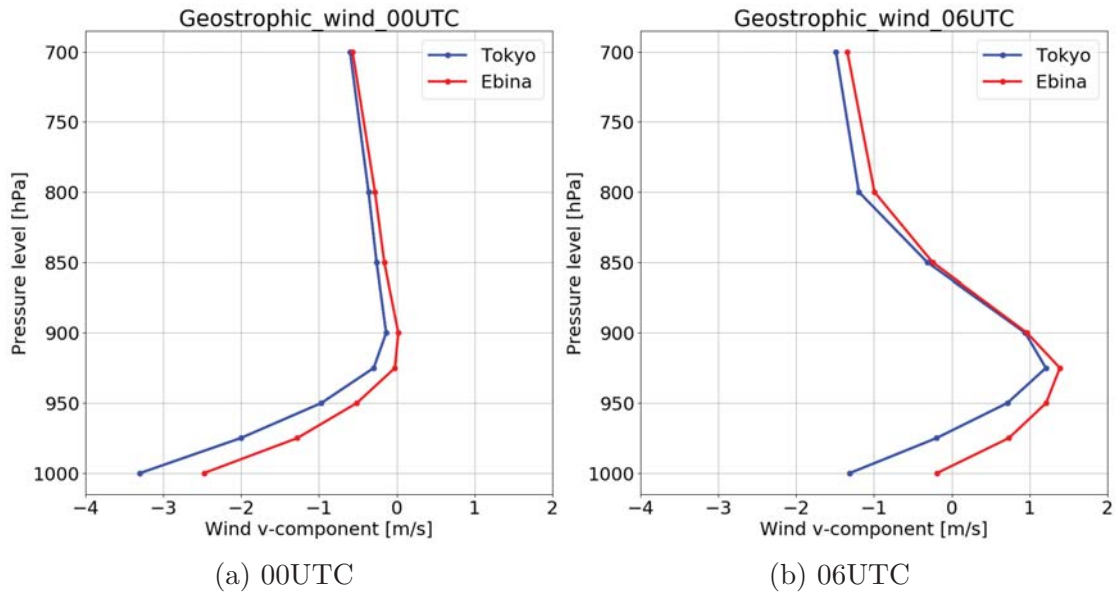 Geostrophic_wind_00UTC
Tokyo
Ebina
700
750
800
850
900
950
1000
Pressure level [hPa]
−4 −3 −2 −1 0 1 2
Wind v-component [m/s]
(a) 00UTC
Geostrophic_wind_06UTC
Tokyo
Ebina
700
750
800
850
900
950
1000
Pressure level [hPa]
−4 −3 −2 −1 0 1 2
Wind v-component [m/s]
(b) 06UTC